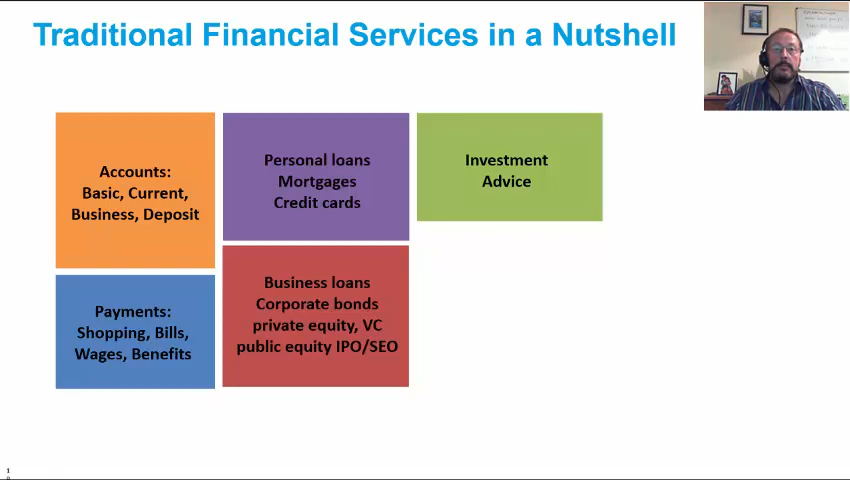 Traditional Financial Services in a Nutshell
Accounts:
Basic, Current,
Business, Deposit
Personal loans
Mortgages
Credit cards
Investment
Advice
Payments:
Shopping, Bills,
Wages, Benefits
Business loans
Corporate bonds
private equity, VC
public equity IPO/SEO